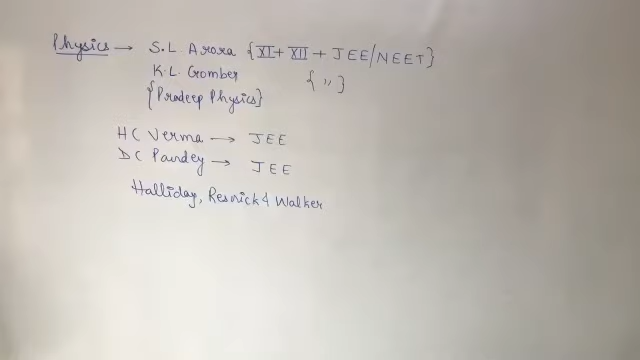 Physics → S.L Arora {XI + XII + JEE/NEET}
K.L. Gomber { ,, }
{Pradeep Physics}
HC Verma → JEE
DC Pandey → JEE
Halliday, Resnick & Walker